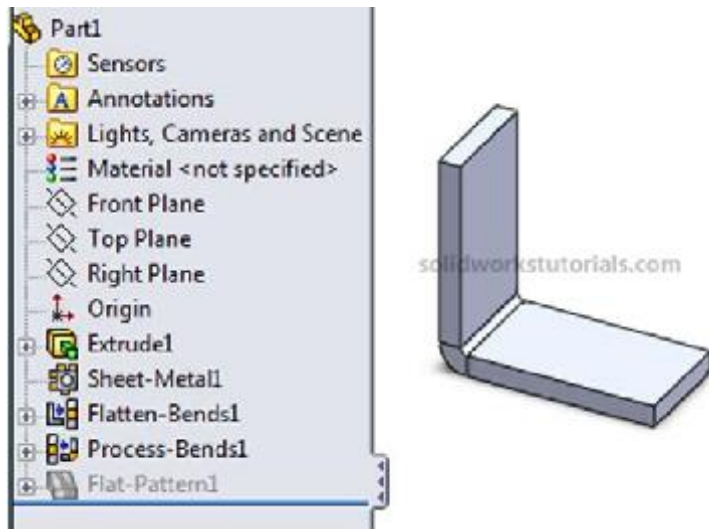 Part1
Sensors
A Annotations
Lights, Cameras and Scene
Material <not specified>
Front Plane
Top Plane
Right Plane
Origin
Extrude1
Sheet-Metal1
Flatten-Bends1
Process-Bends1
Flat-Pattern1
solidworkstutorials.com